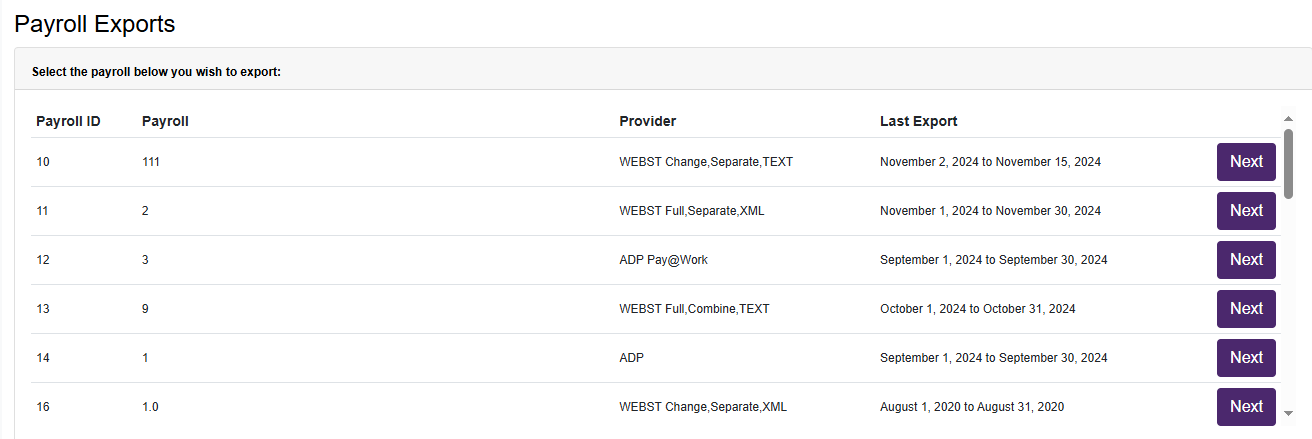 Payroll Exports
Select the payroll below you wish to export:
Payroll ID Payroll Provider Last Export
10 111 WEBST Change,Separate,TEXT November 2, 2024 to November 15, 2024 Next
11 2 WEBST Full,Separate,XML November 1, 2024 to November 30, 2024 Next
12 3 ADP Pay@Work September 1, 2024 to September 30, 2024 Next
13 9 WEBST Full,Combine,TEXT October 1, 2024 to October 31, 2024 Next
14 1 ADP September 1, 2024 to September 30, 2024 Next
16 1.0 WEBST Change,Separate,XML August 1, 2020 to August 31, 2020 Next